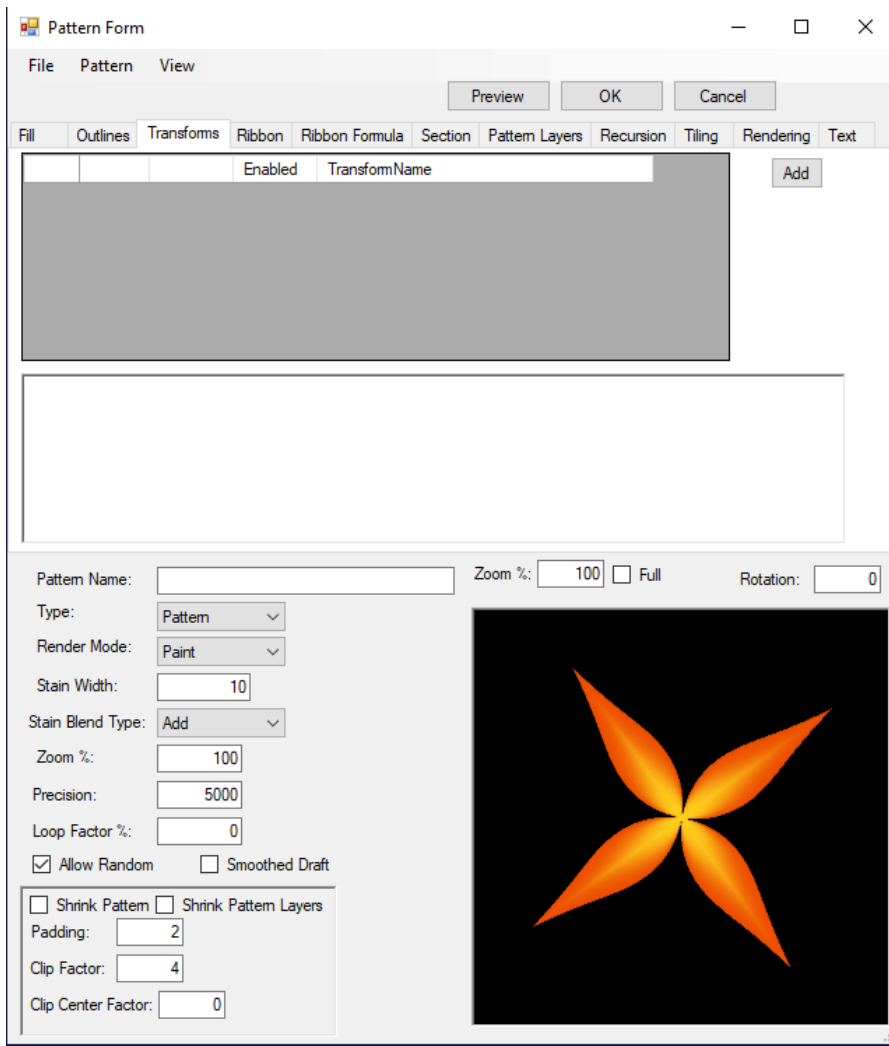 Pattern Form
File Pattern View
Preview OK Cancel
Fill Outlines Transforms Ribbon Ribbon Formula Section Pattern Layers Recursion Tiling Rendering Text
Enabled TransformName Add
Pattern Name: Zoom %: 100 Full Rotation: 0
Type: Pattern
Render Mode: Paint
Stain Width: 10
Stain Blend Type: Add
Zoom %: 100
Precision: 5000
Loop Factor %: 0
Allow Random Smoothed Draft
Shrink Pattern Shrink Pattern Layers
Padding: 2
Clip Factor: 4
Clip Center Factor: 0